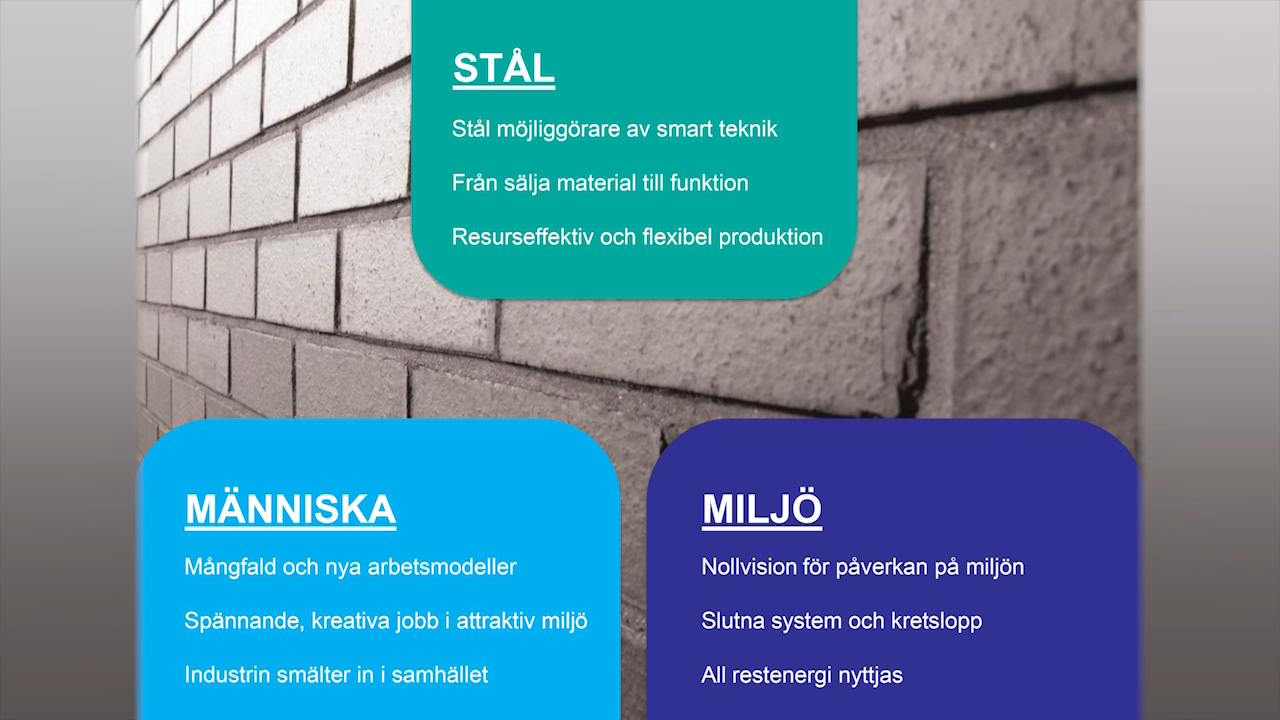 STÅL
Stål möjliggörare av smart teknik
Från sälja material till funktion
Resurseffektiv och flexibel produktion
MÄNNISKA
Mångfald och nya arbetsmodeller
Spännande, kreativa jobb i attraktiv miljö
Industrin smälter in i samhället
MILJÖ
Nollvision för påverkan på miljön
Slutna system och kretslopp
All restenergi nyttjas